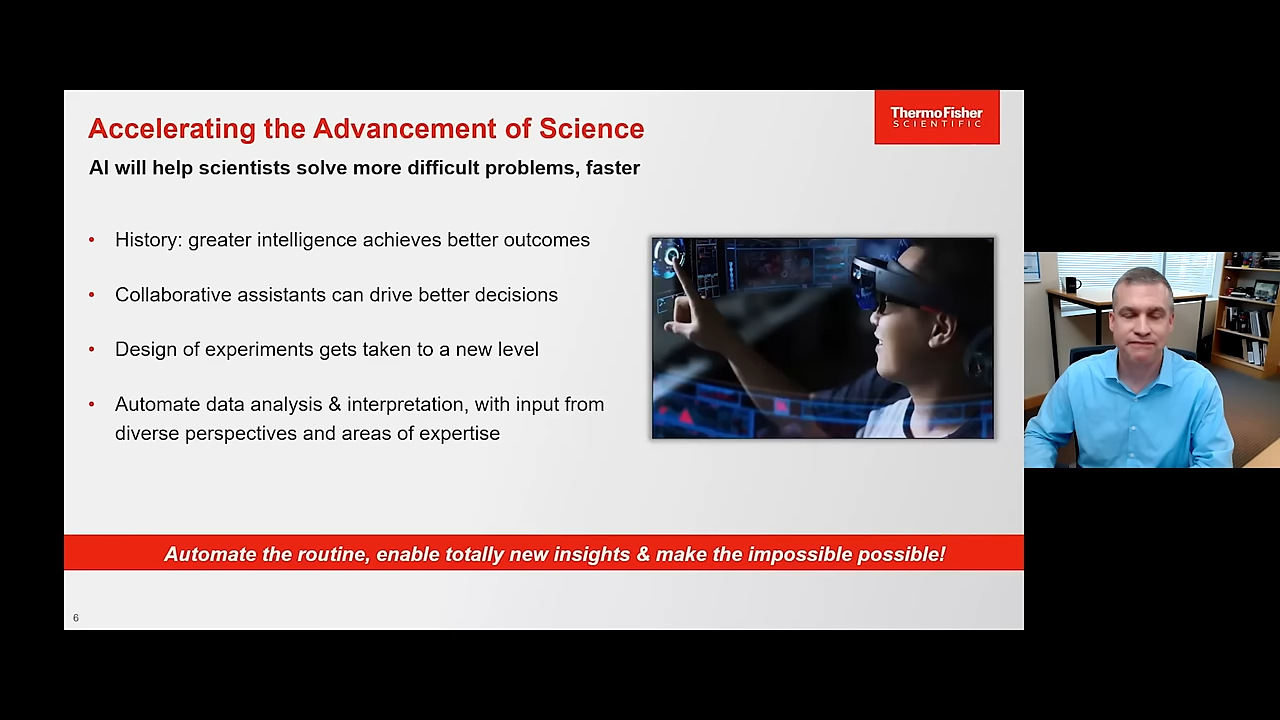 Accelerating the Advancement of Science
ThermoFisher
SCIENTIFIC
AI will help scientists solve more difficult problems, faster
• History: greater intelligence achieves better outcomes
• Collaborative assistants can drive better decisions
• Design of experiments gets taken to a new level
• Automate data analysis & interpretation, with input from
diverse perspectives and areas of expertise
Automate the routine, enable totally new insights & make the impossible possible!
6